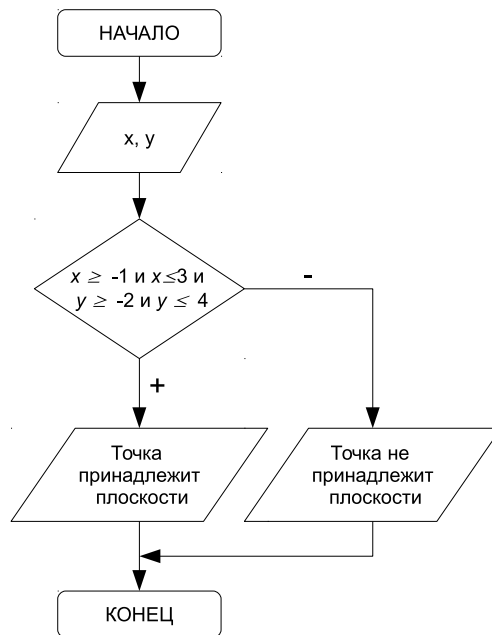 НАЧАЛО
x, y
x ≥ -1 и x≤3 и
y ≥ -2 и y ≤ 4
-
+
Точка
принадлежит
плоскости
Точка не
принадлежит
плоскости
КОНЕЦ